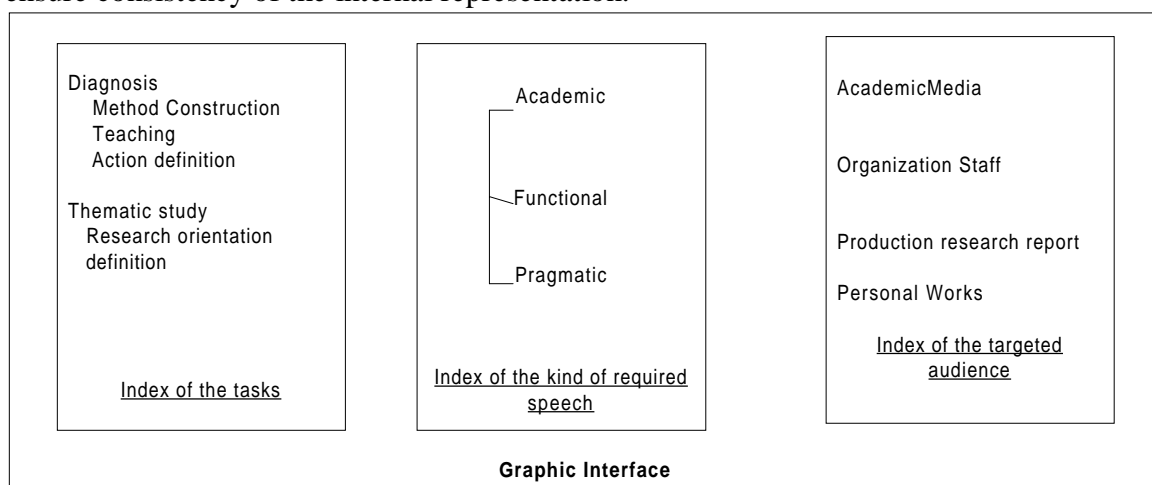 ensure consistency of the internal representation.
Diagnosis
Method Construction
Teaching
Action definition
Thematic study
Research orientation
definition
Index of the tasks
Academic
Functional
Pragmatic
Index of the kind of required
speech
AcademicMedia
Organization Staff
Production research report
Personal Works
Index of the targeted
audience
Graphic Interface